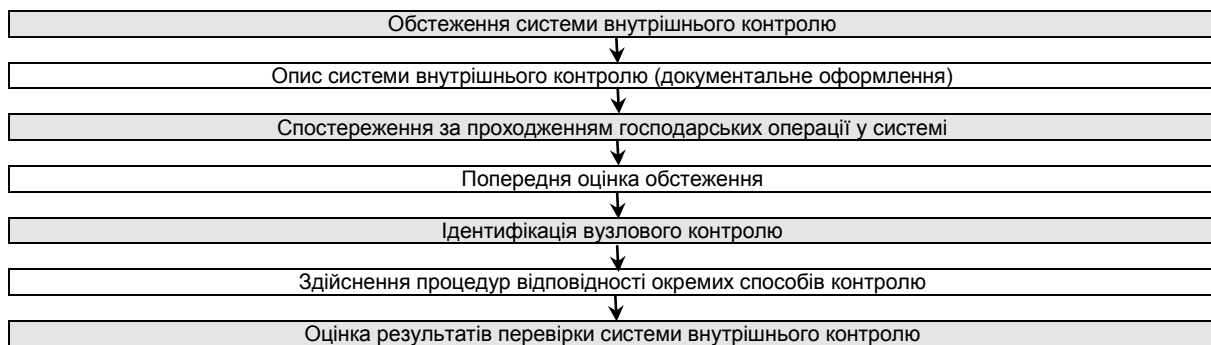 Обстеження системи внутрішнього контролю
Опис системи внутрішнього контролю (документальне оформлення)
Спостереження за проходженням господарських операції у системі
Попередня оцінка обстеження
Ідентифікація вузлового контролю
Здійснення процедур відповідності окремих способів контролю
Оцінка результатів перевірки системи внутрішнього контролю